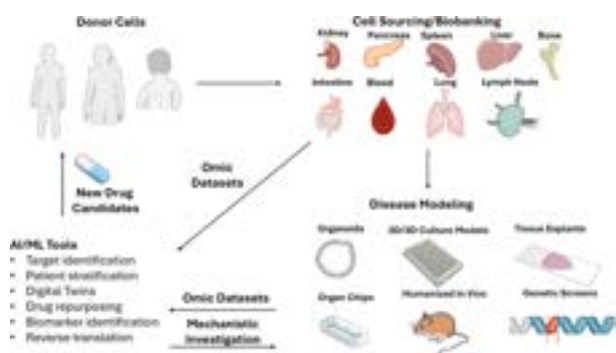 Donor Cells
Cell Sourcing/Biobanking
Kidney
Pancreas
Spleen
Liver
Bone
Intestine
Blood
Lung
Lymph Node
Omic
Datasets
New Drug
Candidates
Disease Modeling
AI/ML Tools
Target identification
Patient stratification
Digital Twins
Drug repurposing
Biomarker identification
Reverse translation
Omic Datasets
Mechanistic
Investigation
Organoids
2D/3D Culture Models
Tissue Explants
Organ Chips
Humanized In Vivo
Genetic Screens